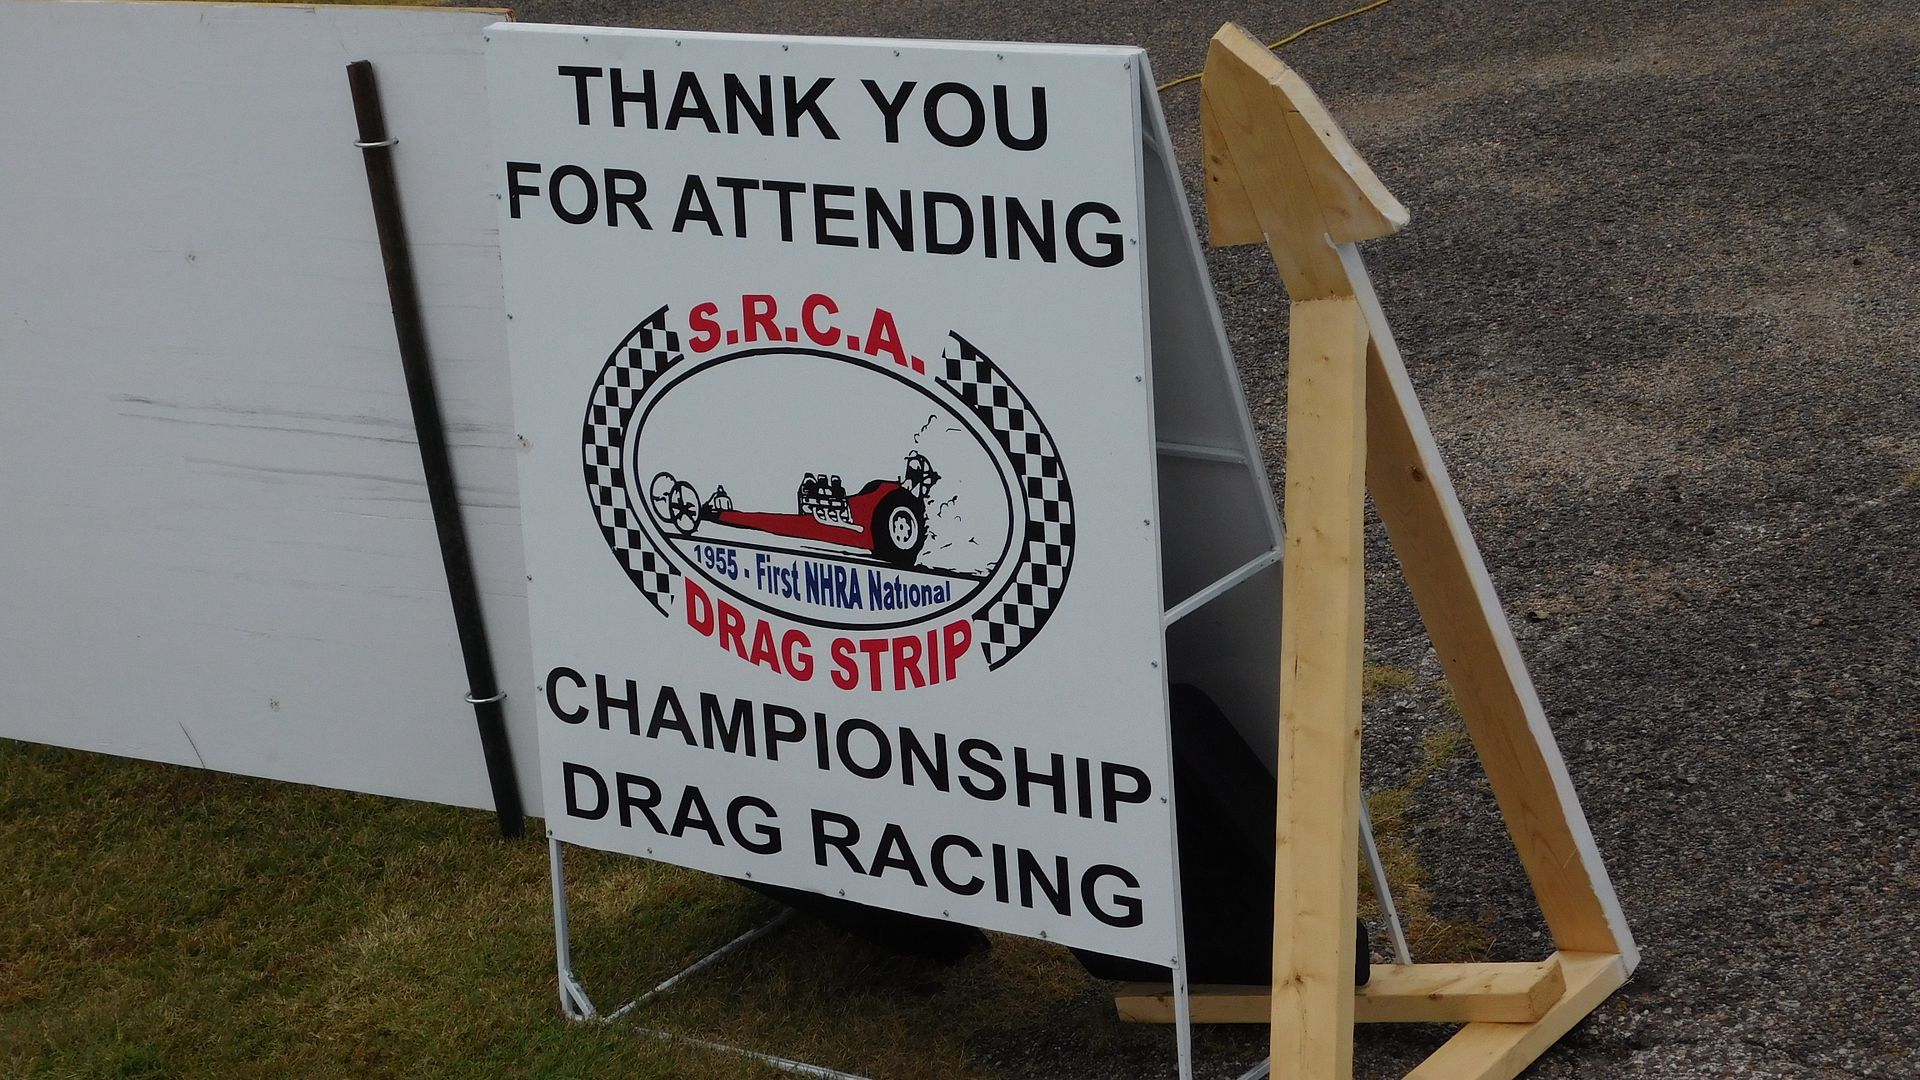 THANK YOU
FOR ATTENDING
S.R.C.A.
1955 - First NHRA National
DRAG STRIP
CHAMPIONSHIP
DRAG RACING